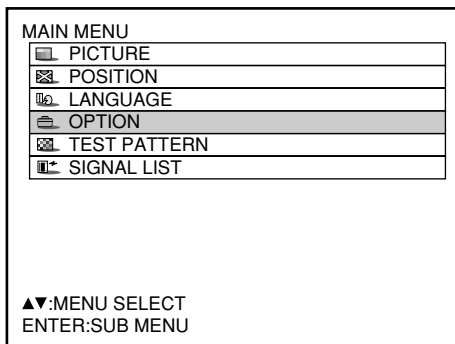 MAIN MENU
PICTURE
POSITION
LANGUAGE
OPTION
TEST PATTERN
SIGNAL LIST
▲▼:MENU SELECT
ENTER:SUB MENU